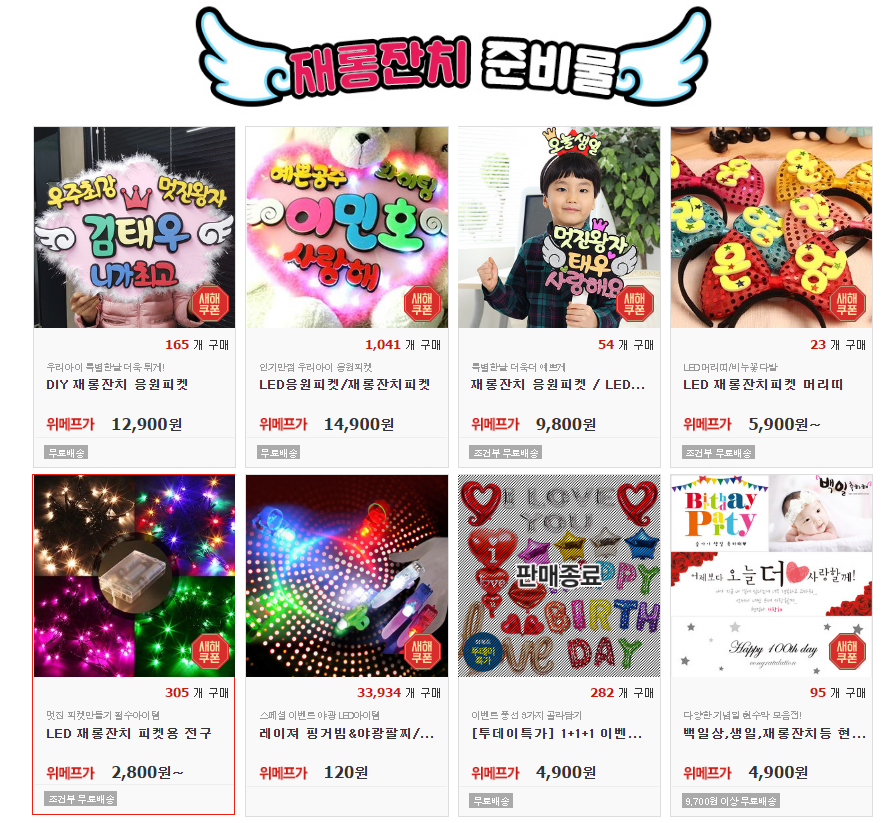 재롱잔치 준비물
우주최강 멋진왕자
김태우
니가최고
새해
쿠폰
165 개 구매
우리아이 특별한날 더욱 튀게!
DIY 재롱잔치 응원피켓
위메프가 12,900원
무료배송
예쁜공주 화이팅
이민호
사랑해
새해
쿠폰
1,041 개 구매
인기만점 우리아이 응원피켓
LED응원피켓/재롱잔치피켓
위메프가 14,900원
무료배송
오늘생일
멋진왕자
태우
사랑해요
새해
쿠폰
54 개 구매
특별한날 더욱더 예쁘게
재롱잔치 응원피켓 / LED...
위메프가 9,800원
조건부 무료배송
새해
쿠폰
23 개 구매
LED머리띠/비누꽃다발
LED 재롱잔치피켓 머리띠
위메프가 5,900원~
조건부 무료배송
새해
쿠폰
305 개 구매
멋진 피켓만들기 필수아이템
LED 재롱잔치 피켓용 전구
위메프가 2,800원~
조건부 무료배송
새해
쿠폰
33,934 개 구매
스페셜 이벤트 야광 LED아이템
레이져 핑거빔&야광팔찌/...
위메프가 120원
I LOVE
YOU
판매종료
BIRTH
DAY
투데이
특가
282 개 구매
이벤트 풍선 9가지 골라담기
[투데이특가] 1+1+1 이벤...
위메프가 4,900원
무료배송
Birthday
Party
백일
어제보다 오늘 더 사랑할께!
Happy 100th day
congratulation
새해
쿠폰
95 개 구매
다양한 기념일 현수막 모음전!
백일상,생일,재롱잔치등 현...
위메프가 4,900원
9,700원 이상 무료배송